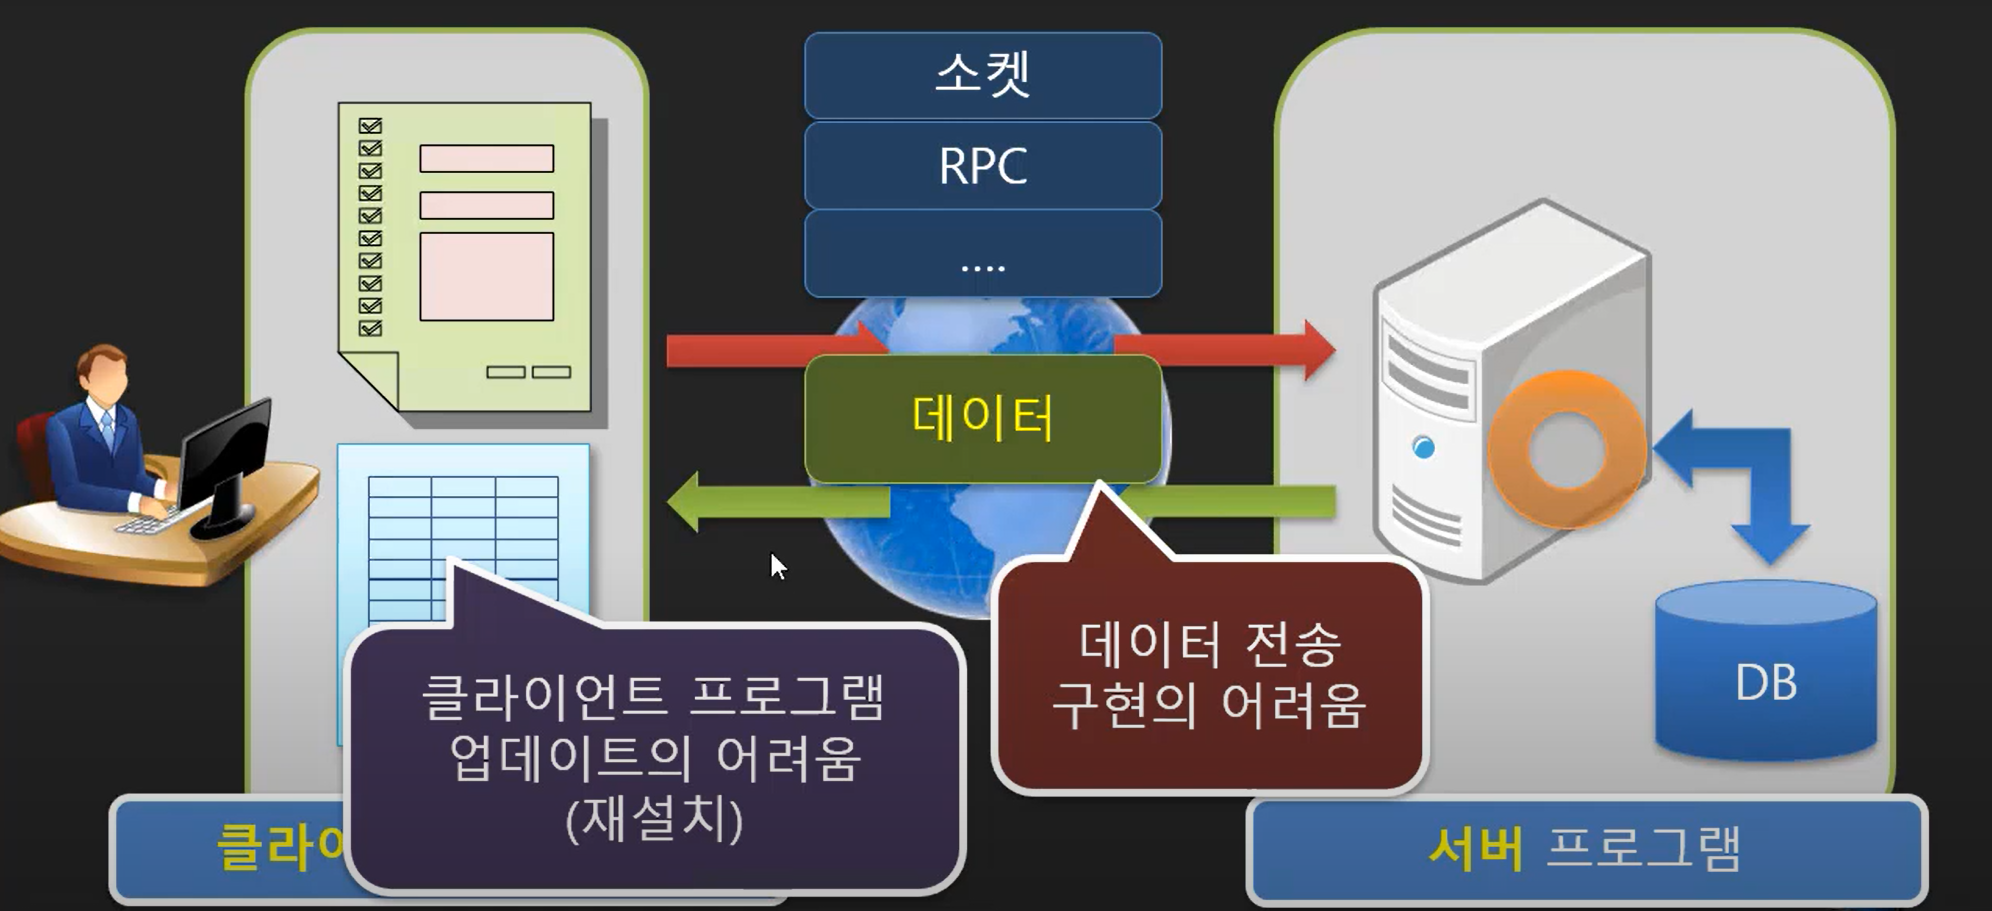 소켓
RPC
....
데이터
데이터 전송
구현의 어려움
클라이언트 프로그램
업데이트의 어려움
(재설치)
DB
클라이
서버 프로그램